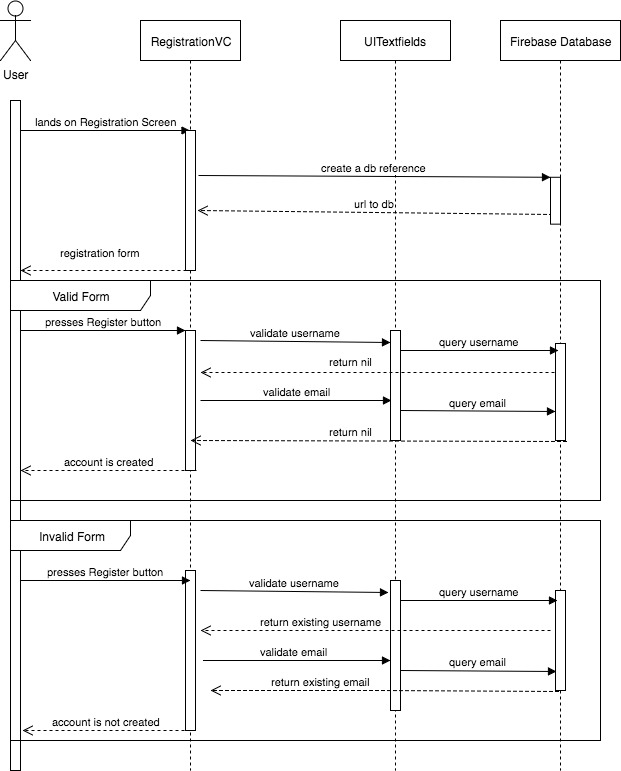 RegistrationVC
UITextfields
Firebase Database
User
lands on Registration Screen
create a db reference
url to db
registration form
Valid Form
presses Register button
validate username
query username
return nil
validate email
query email
return nil
account is created
Invalid Form
presses Register button
validate username
query username
return existing username
validate email
query email
return existing email
account is not created